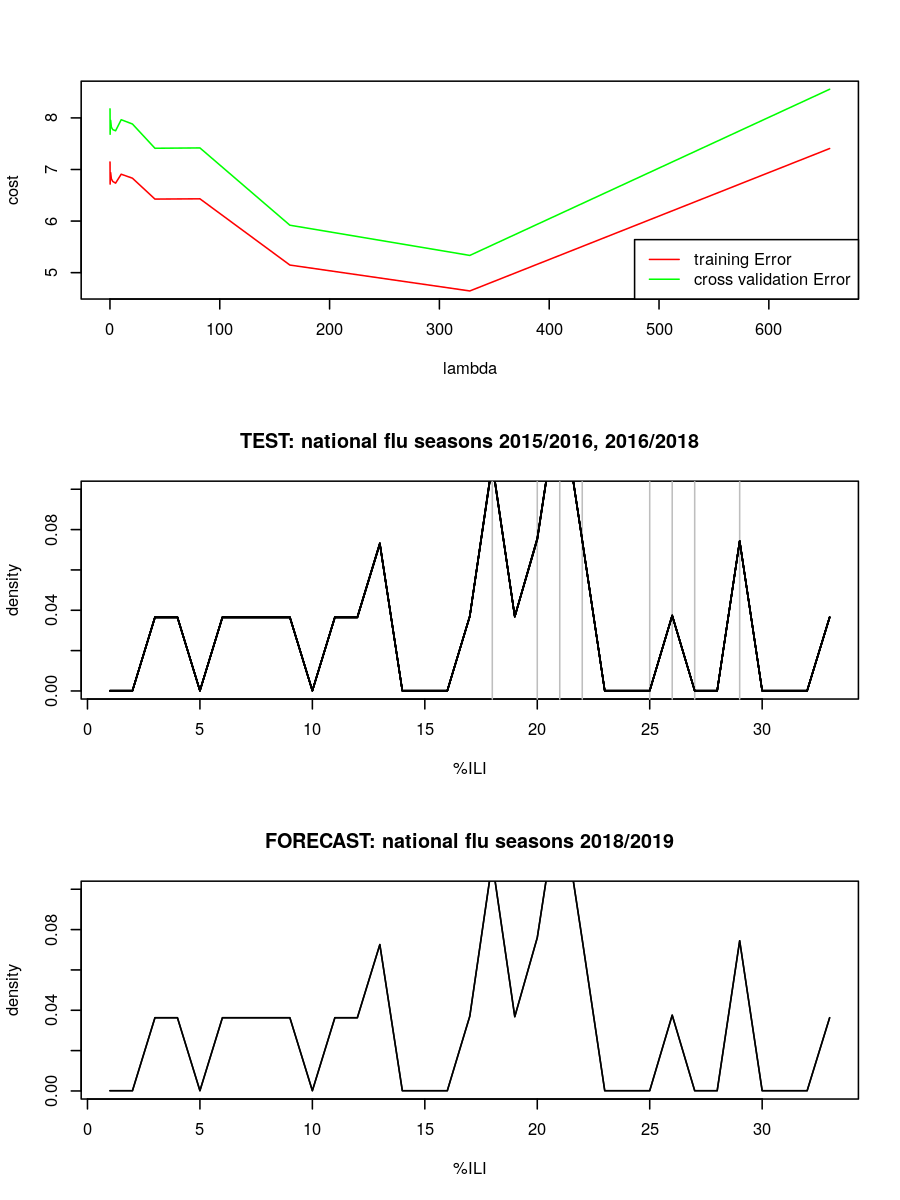 8
7
6
5
cost
training Error
cross validation Error
0 100 200 300 400 500 600
lambda
TEST: national flu seasons 2015/2016, 2016/2018
0.08
0.04
0.00
density
0 5 10 15 20 25 30
%ILI
FORECAST: national flu seasons 2018/2019
0.08
0.04
0.00
density
0 5 10 15 20 25 30
%ILI